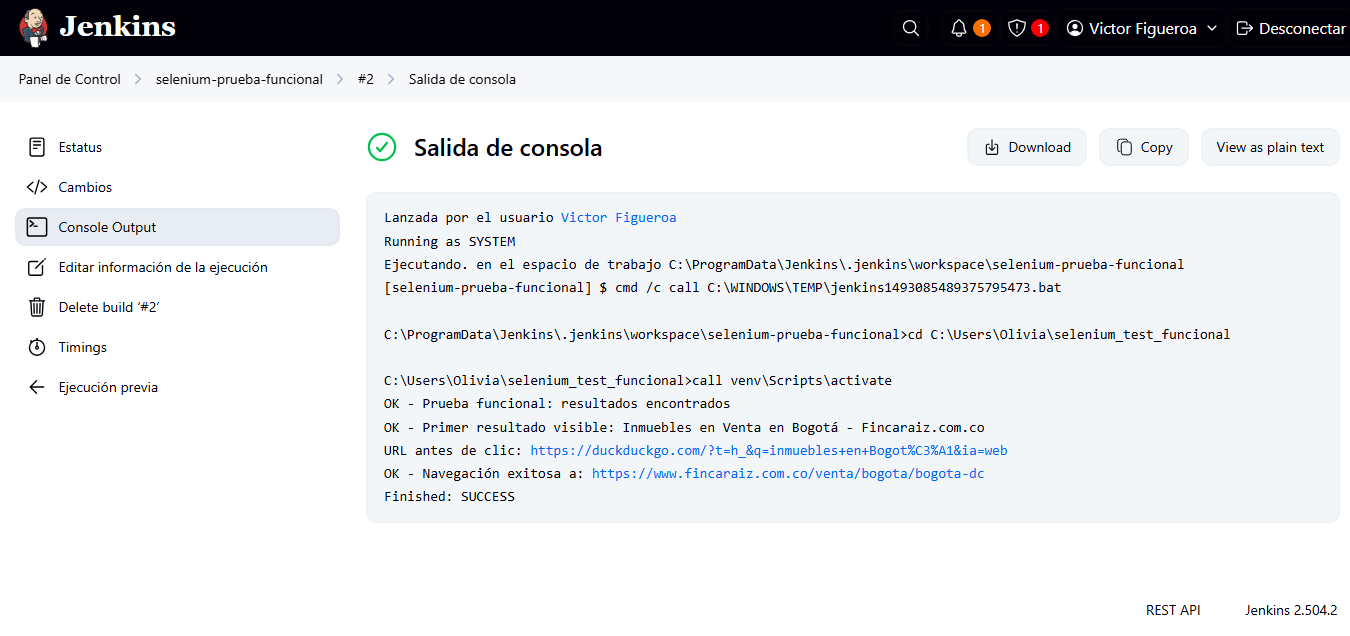 Jenkins
1
1
Victor Figueroa
Desconectar
Panel de Control > selenium-prueba-funcional > #2 > Salida de consola
Estatus
Cambios
Console Output
Editar información de la ejecución
Delete build ‘#2’
Timings
Ejecución previa
Salida de consola
Download
Copy
View as plain text
Lanzada por el usuario Victor Figueroa
Running as SYSTEM
Ejecutando. en el espacio de trabajo C:\ProgramData\Jenkins\.jenkins\workspace\selenium-prueba-funcional
[selenium-prueba-funcional] $ cmd /c call C:\WINDOWS\TEMP\jenkins1493085489375795473.bat
C:\ProgramData\Jenkins\.jenkins\workspace\selenium-prueba-funcional>cd C:\Users\Olivia\selenium_test_funcional
C:\Users\Olivia\selenium_test_funcional>call venv\Scripts\activate
OK - Prueba funcional: resultados encontrados
OK - Primer resultado visible: Inmuebles en Venta en Bogotá - Fincaraiz.com.co
URL antes de clic: https://duckduckgo.com/?t=h_&q=inmuebles+en+Bogot%C3%A1&ia=web
OK - Navegación exitosa a: https://www.fincaraiz.com.co/venta/bogota/bogota-dc
Finished: SUCCESS
REST API
Jenkins 2.504.2